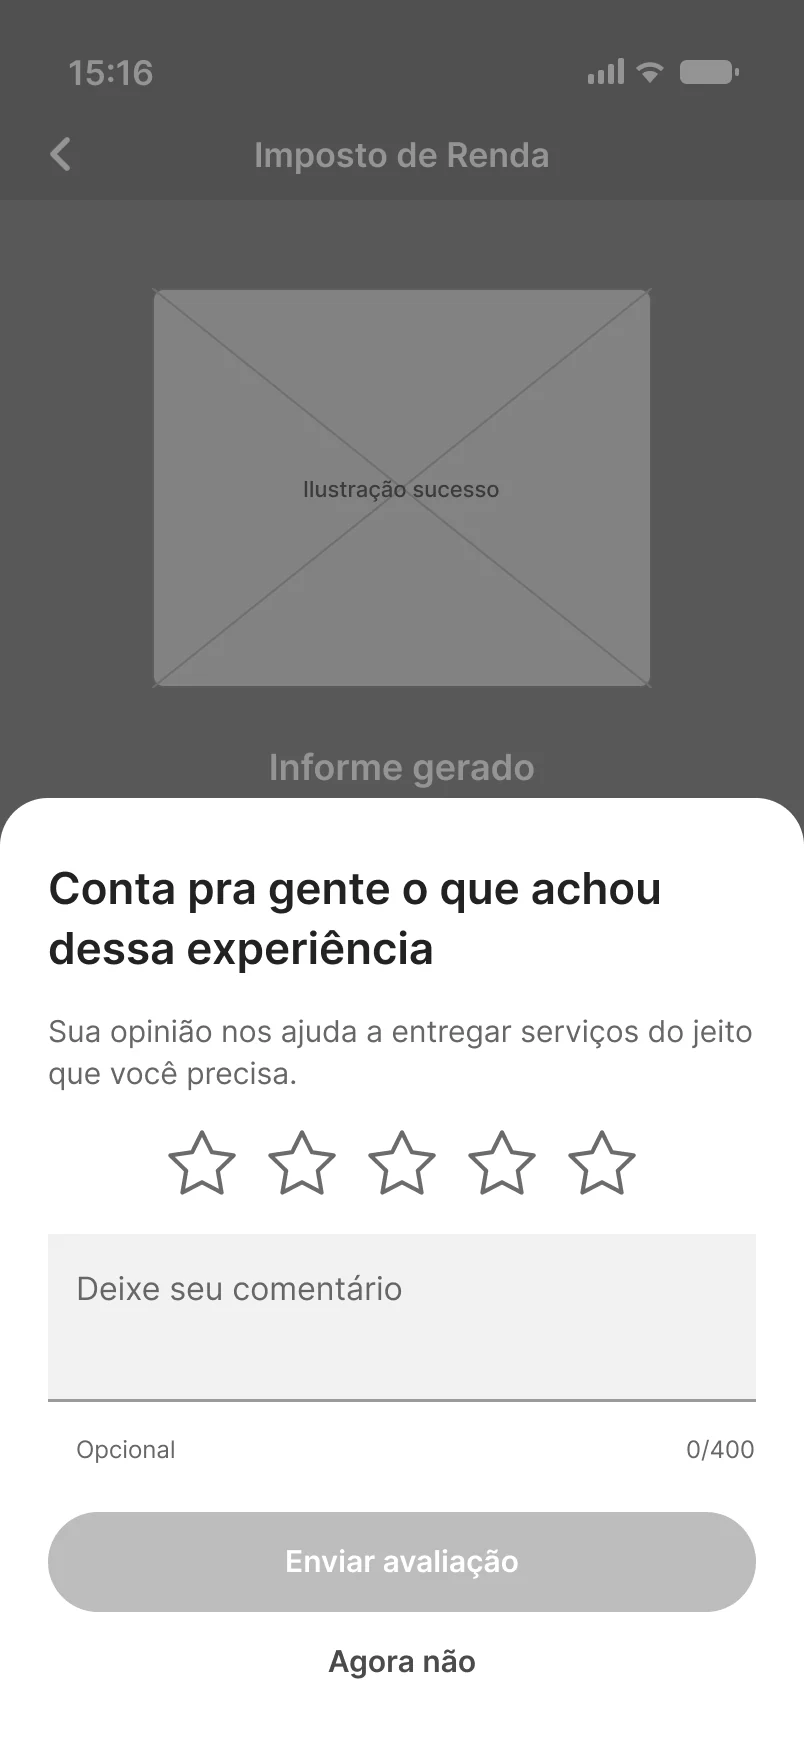 15:16
Imposto de Renda
Ilustração sucesso
Informe gerado
Conta pra gente o que achou
dessa experiência
Sua opinião nos ajuda a entregar serviços do jeito
que você precisa.
Deixe seu comentário
Opcional
0/400
Enviar avaliação
Agora não